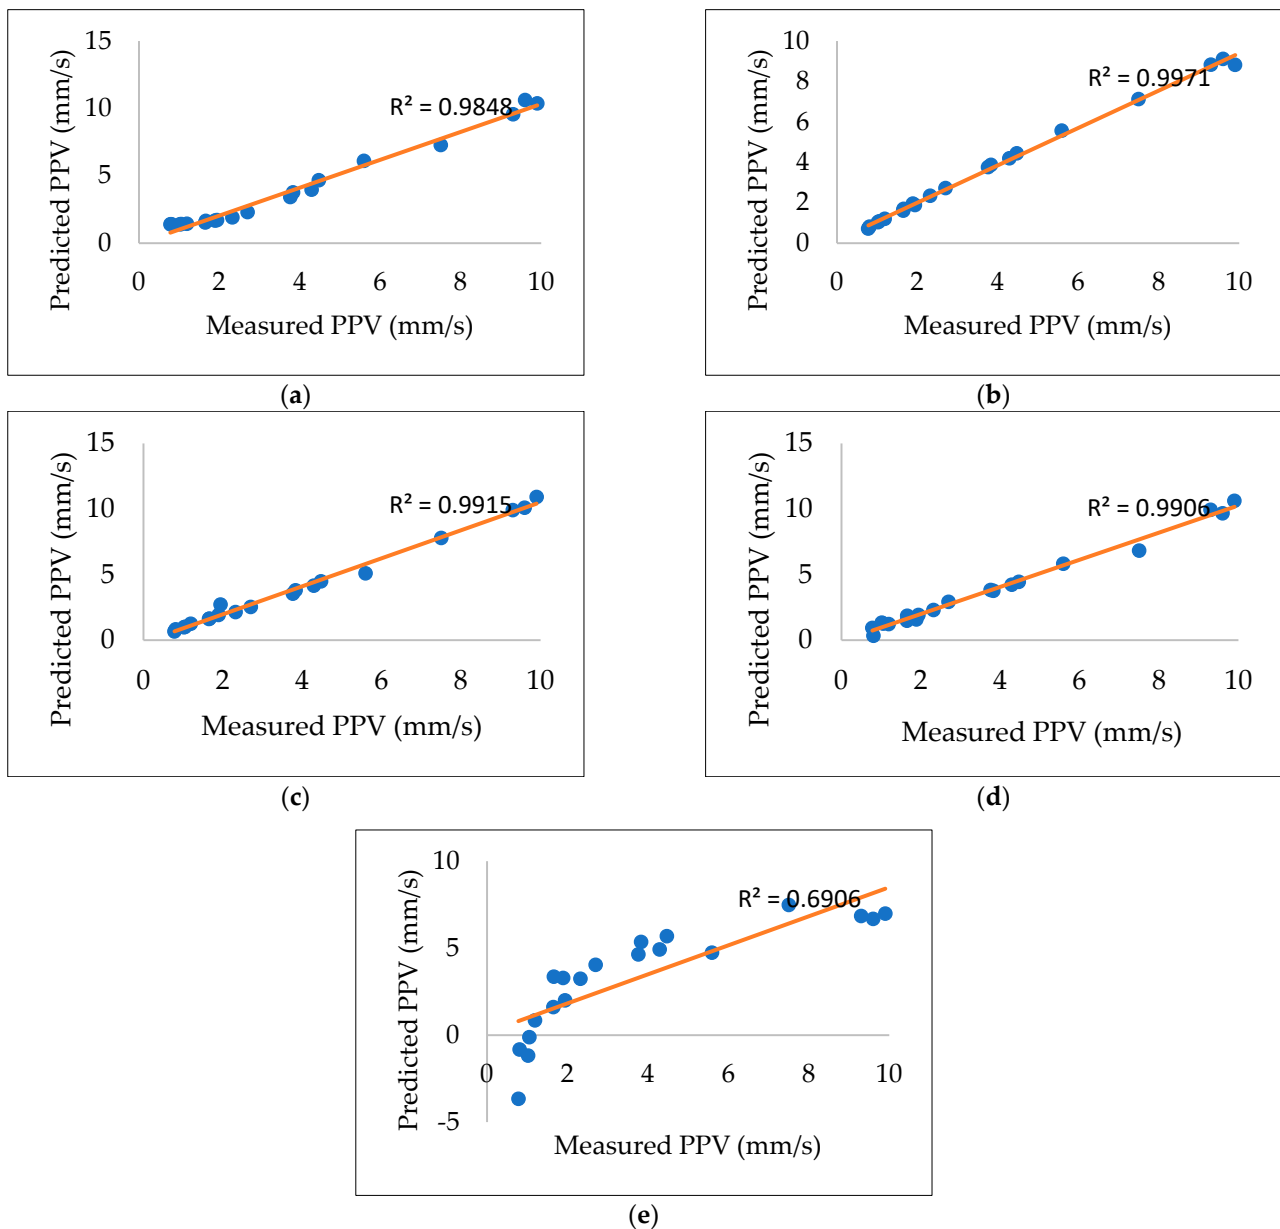 15
10
5
0
Predicted PPV (mm/s)
R² = 0.9848
0 2 4 6 8 10
Measured PPV (mm/s)
(a)
10
8
6
4
2
0
Predicted PPV (mm/s)
R² = 0.9971
0 2 4 6 8 10
Measured PPV (mm/s)
(b)
15
10
5
0
Predicted PPV (mm/s)
R² = 0.9915
0 2 4 6 8 10
Measured PPV (mm/s)
(c)
15
10
5
0
Predicted PPV (mm/s)
R² = 0.9906
0 2 4 6 8 10
Measured PPV (mm/s)
(d)
10
5
0
-5
Predicted PPV (mm/s)
R² = 0.6906
0 2 4 6 8 10
Measured PPV (mm/s)
(e)